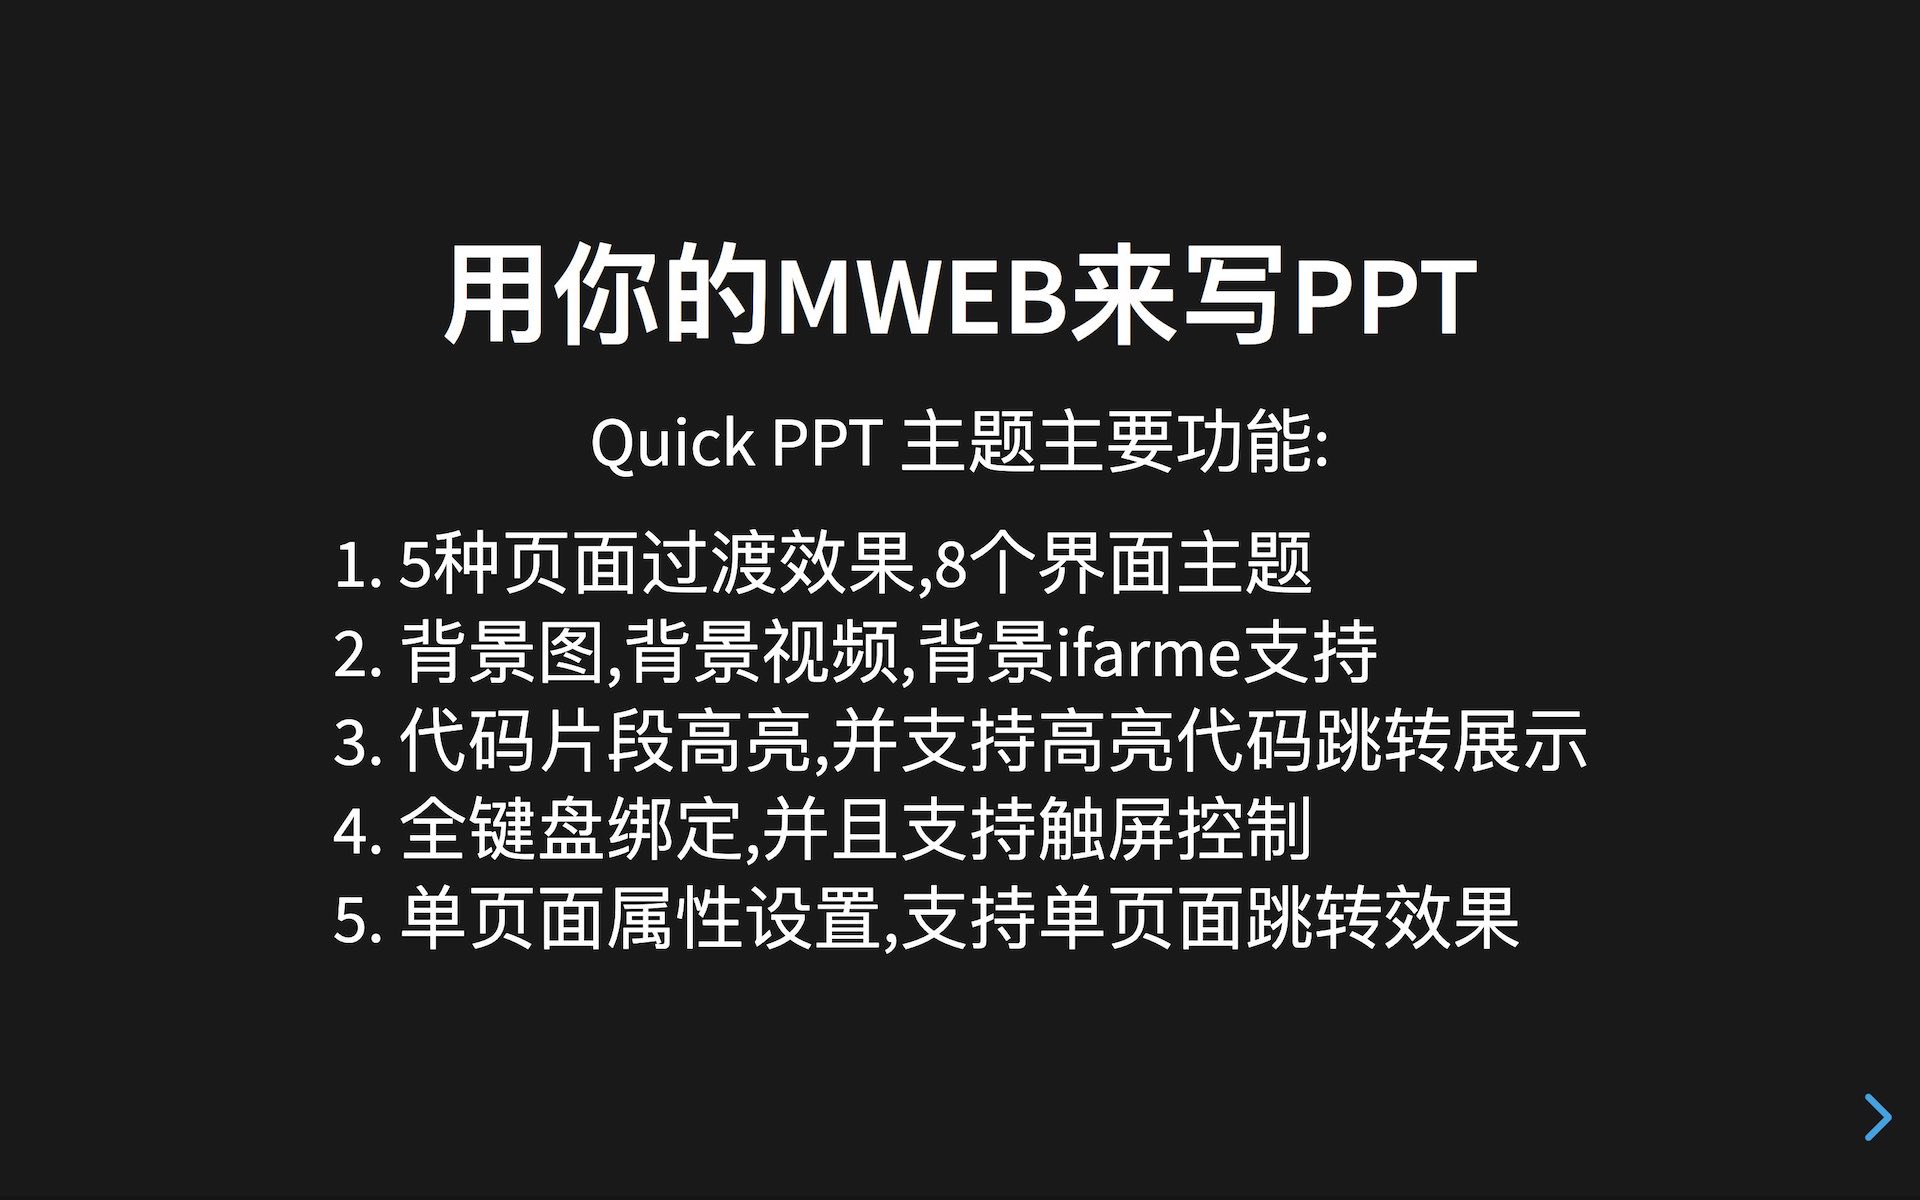 用你的MWEB来写PPT
Quick PPT 主题主要功能:
1. 5种页面过渡效果,8个界面主题
2. 背景图,背景视频,背景ifarme支持
3. 代码片段高亮,并支持高亮代码跳转展示
4. 全键盘绑定,并且支持触屏控制
5. 单页面属性设置,支持单页面跳转效果